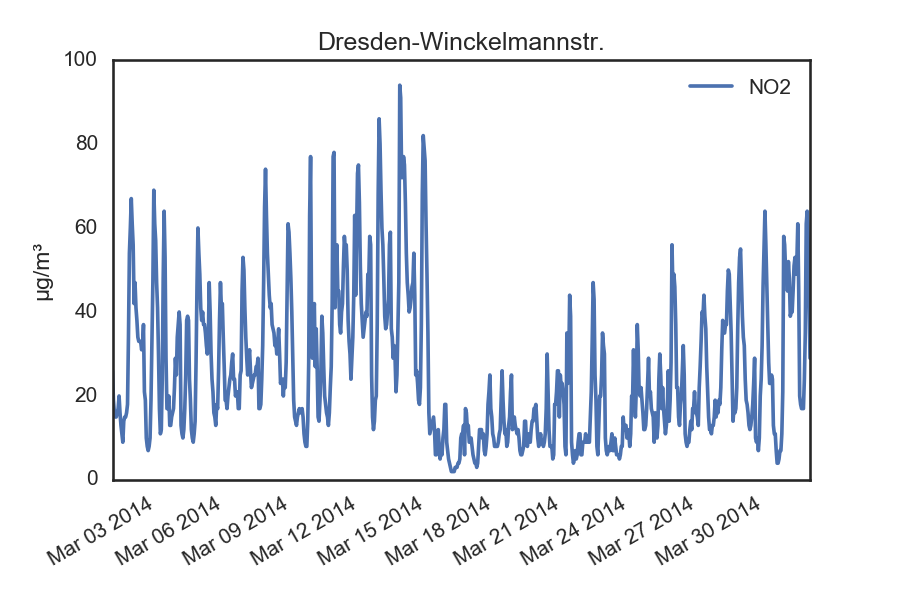 Dresden-Winckelmannstr.
100
80
60
40
20
0
µg/m³
NO2
Mar 03 2014
Mar 06 2014
Mar 09 2014
Mar 12 2014
Mar 15 2014
Mar 18 2014
Mar 21 2014
Mar 24 2014
Mar 27 2014
Mar 30 2014